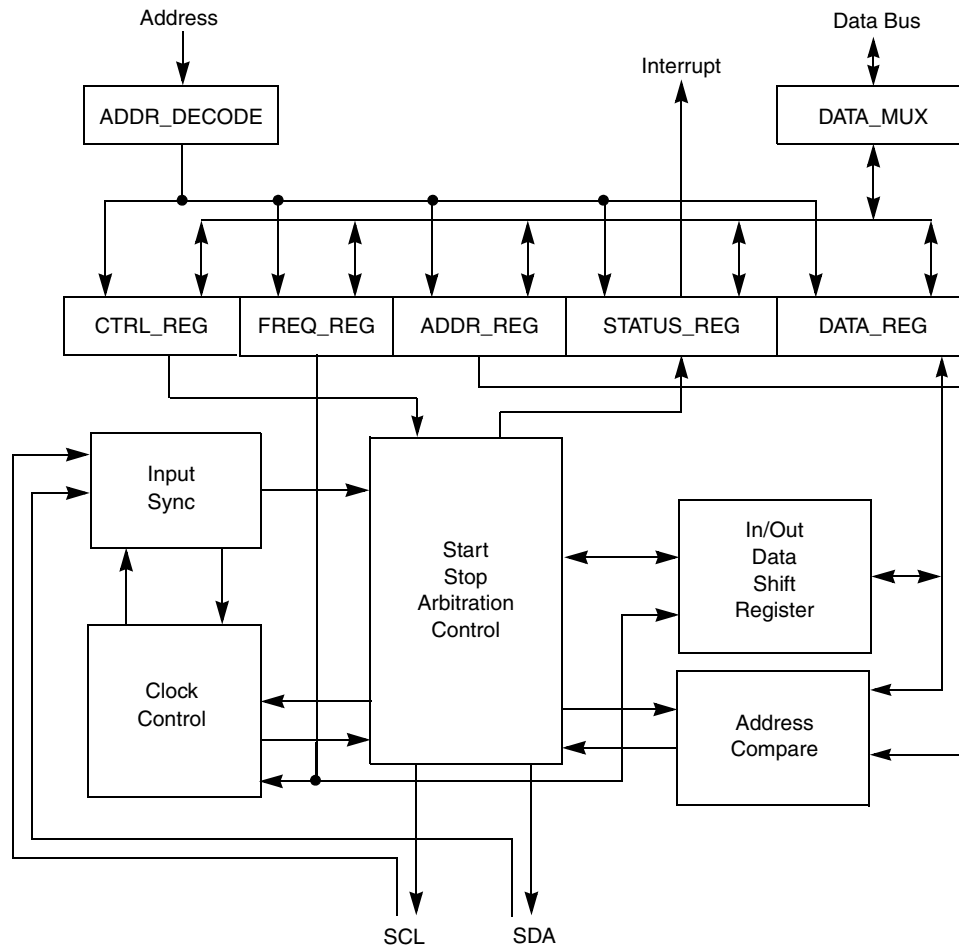 Address
Data Bus
Interrupt
ADDR_DECODE
DATA_MUX
CTRL_REG
FREQ_REG
ADDR_REG
STATUS_REG
DATA_REG
Input
Sync
Start
Stop
Arbitration
Control
In/Out
Data
Shift
Register
Clock
Control
Address
Compare
SCL
SDA